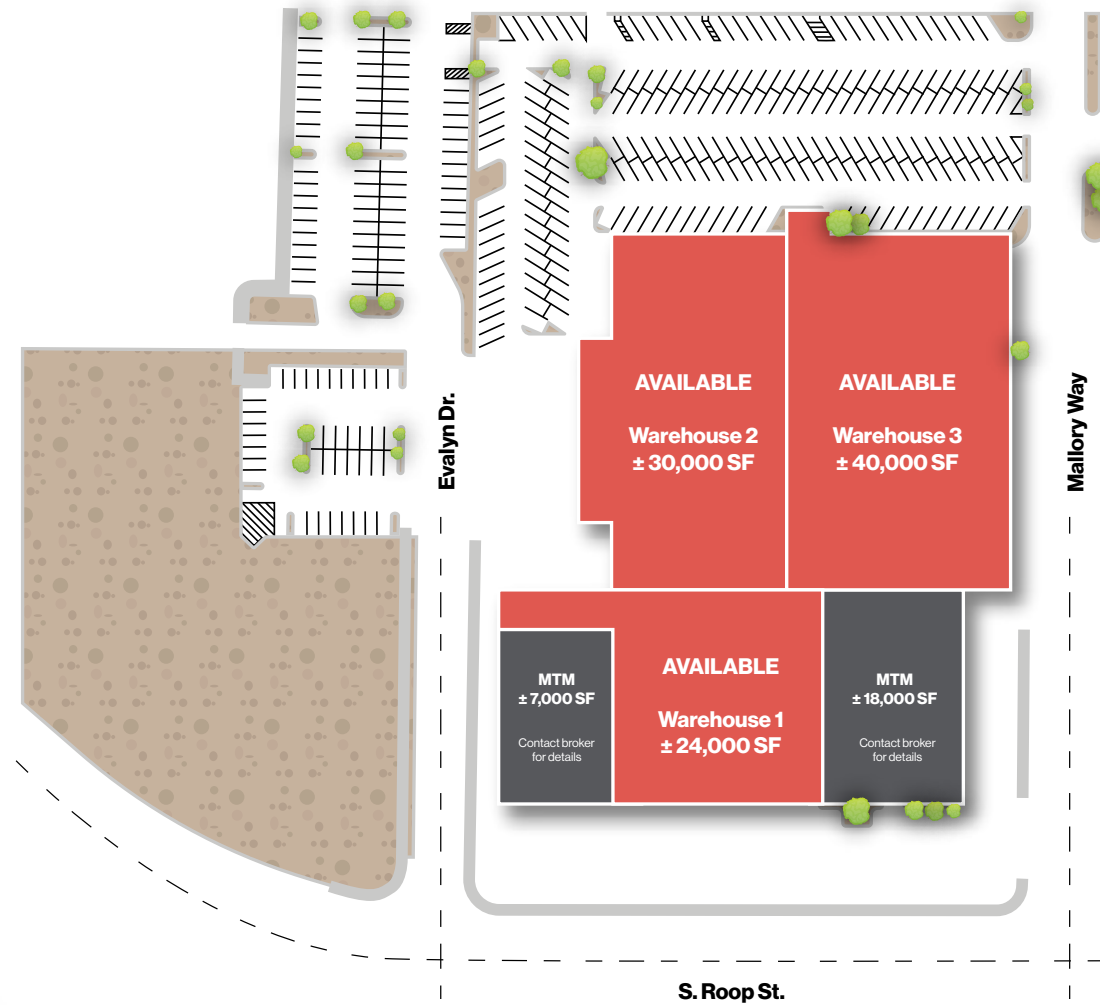 AVAILABLE
Warehouse 2
± 30,000 SF
AVAILABLE
Warehouse 3
± 40,000 SF
Evalyn Dr.
Mallory Way
MTM
± 7,000 SF
Contact broker
for details
AVAILABLE
Warehouse 1
± 24,000 SF
MTM
± 18,000 SF
Contact broker
for details
S. Roop St.